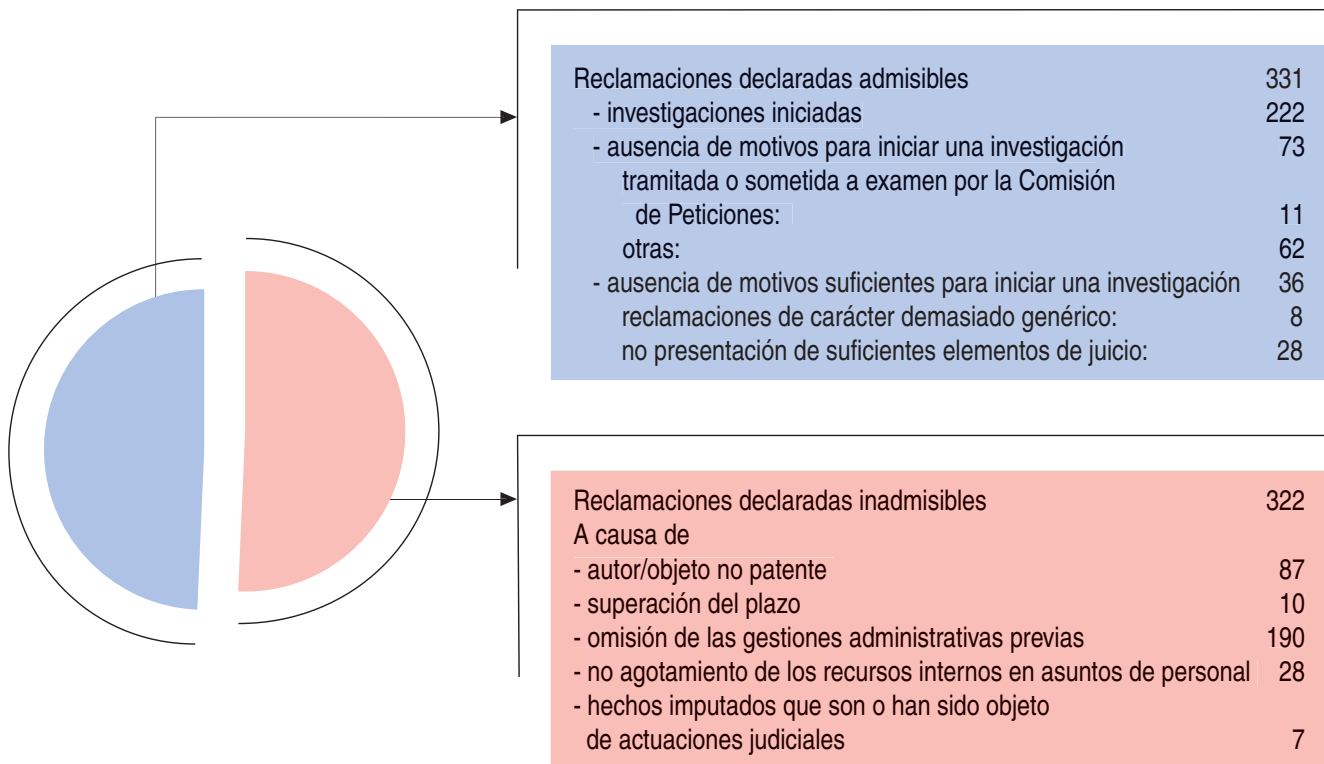 Reclamaciones declaradas admisibles 331
- investigaciones iniciadas 222
- ausencia de motivos para iniciar una investigación 73
tramitada o sometida a examen por la Comisión
de Peticiones: 11
otras: 62
- ausencia de motivos suficientes para iniciar una investigación 36
reclamaciones de carácter demasiado genérico: 8
no presentación de suficientes elementos de juicio: 28
Reclamaciones declaradas inadmisibles 322
A causa de
- autor/objeto no patente 87
- superación del plazo 10
- omisión de las gestiones administrativas previas 190
- no agotamiento de los recursos internos en asuntos de personal 28
- hechos imputados que son o han sido objeto
de actuaciones judiciales 7